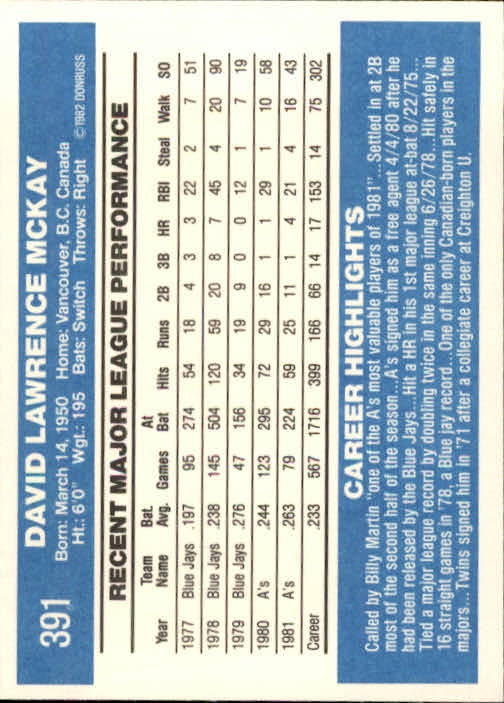 391 DAVID LAWRENCE MCKAY
Born: March 14, 1950 Home: Vancouver, B.C. Canada
Ht.: 6'0" Wgt.: 195 Bats: Switch Throws: Right ©1982 DONRUSS
RECENT MAJOR LEAGUE PERFORMANCE
Year Team Name Bat. Avg. Games At Bat Hits Runs 2B 3B HR RBI Steal Walk SO
1977 Blue Jays .197 95 274 54 18 4 3 3 22 2 7 51
1978 Blue Jays .238 145 504 120 59 20 8 7 45 4 20 90
1979 Blue Jays .276 47 156 34 19 9 0 0 12 1 7 19
1980 A's .244 123 295 72 29 16 1 1 29 1 10 58
1981 A's .263 79 224 59 25 11 1 4 21 4 16 43
Career .233 567 1716 399 166 66 14 17 153 14 75 302
CAREER HIGHLIGHTS
Called by Billy Martin "one of the A's most valuable players of 1981"...Settled in at 2B
most of the second half of the season...A's signed him as a free agent 4/4/80 after he
had been released by the Blue Jays...Hit a HR in his 1st major league at-bat 8/22/75...
Tied a major league record by doubling twice in the same inning 6/26/78...Hit safely in
16 straight games in '78, a Blue jay record...One of the only Canadian-born players in the
majors...Twins signed him in '71 after a collegiate career at Creighton U.